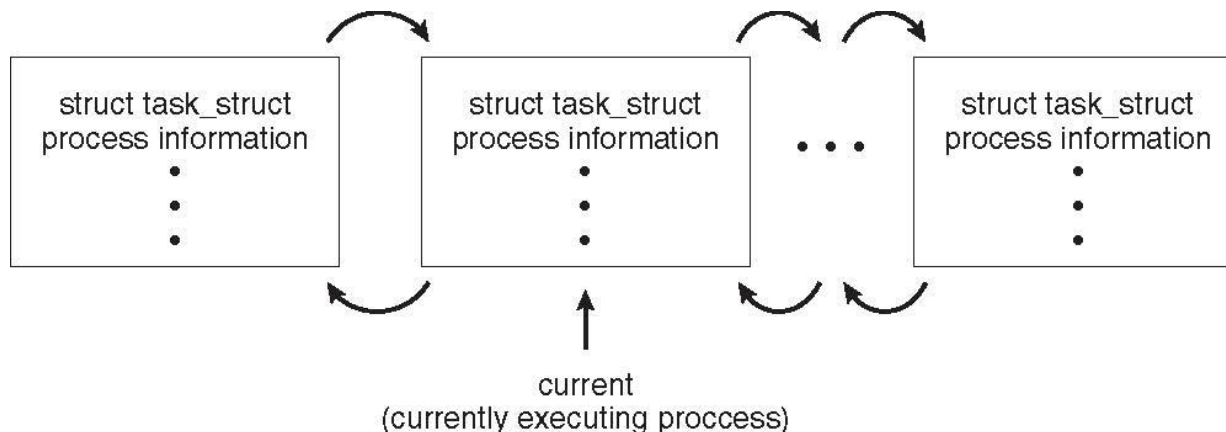 struct task_struct
process information
struct task_struct
process information
struct task_struct
process information
current
(currently executing proccess)